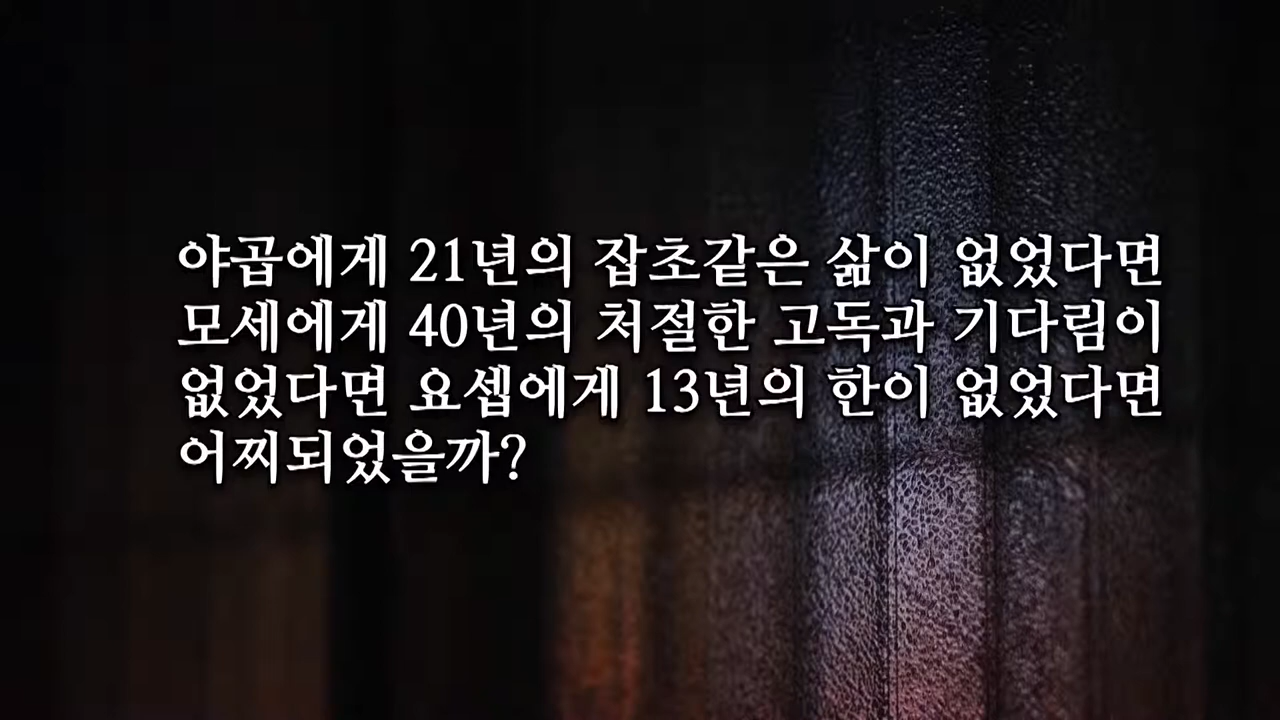 야곱에게 21년의 잡초같은 삶이 없었다면
모세에게 40년의 처절한 고독과 기다림이
없었다면 요셉에게 13년의 한이 없었다면
어찌되었을까?